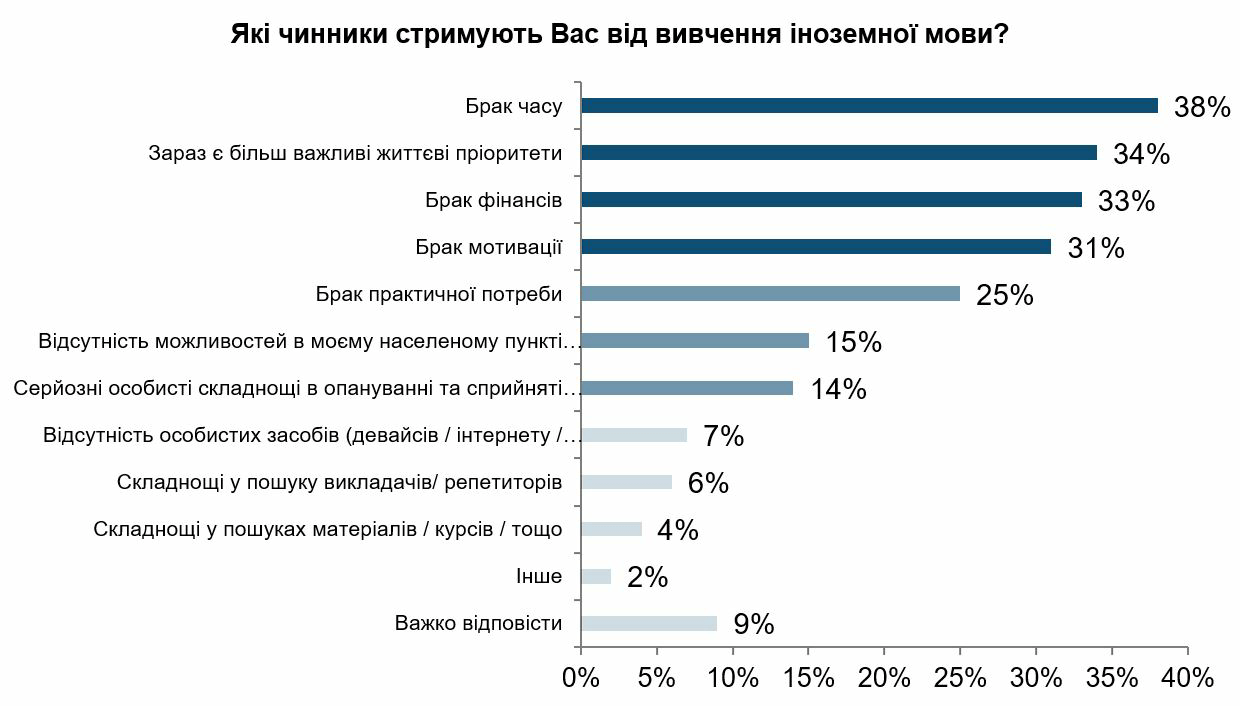 Які чинники стримують Вас від вивчення іноземної мови?
Брак часу 38%
Зараз є більш важливі життєві пріоритети 34%
Брак фінансів 33%
Брак мотивації 31%
Брак практичної потреби 25%
Відсутність можливостей в моєму населеному пункті… 15%
Серйозні особисті складнощі в опануванні та сприйняті… 14%
Відсутність особистих засобів (девайсів / інтернету /… 7%
Складнощі у пошуку викладачів/ репетиторів 6%
Складнощі у пошуках матеріалів / курсів / тощо 4%
Інше 2%
Важко відповісти 9%
0% 5% 10% 15% 20% 25% 30% 35% 40%